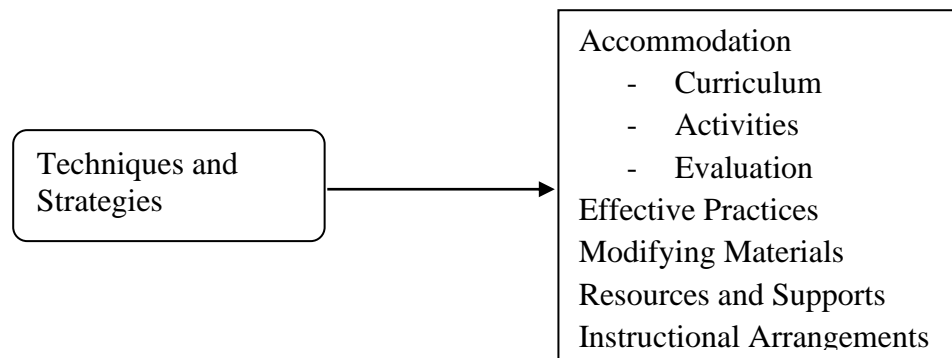 Techniques and
Strategies
Accommodation
- Curriculum
- Activities
- Evaluation
Effective Practices
Modifying Materials
Resources and Supports
Instructional Arrangements